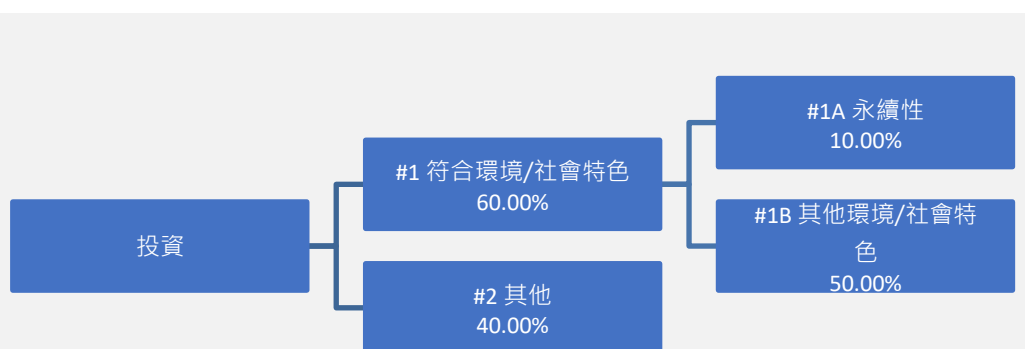 投資
#1 符合環境/社會特色
60.00%
#2 其他
40.00%
#1A 永續性
10.00%
#1B 其他環境/社會特
色
50.00%